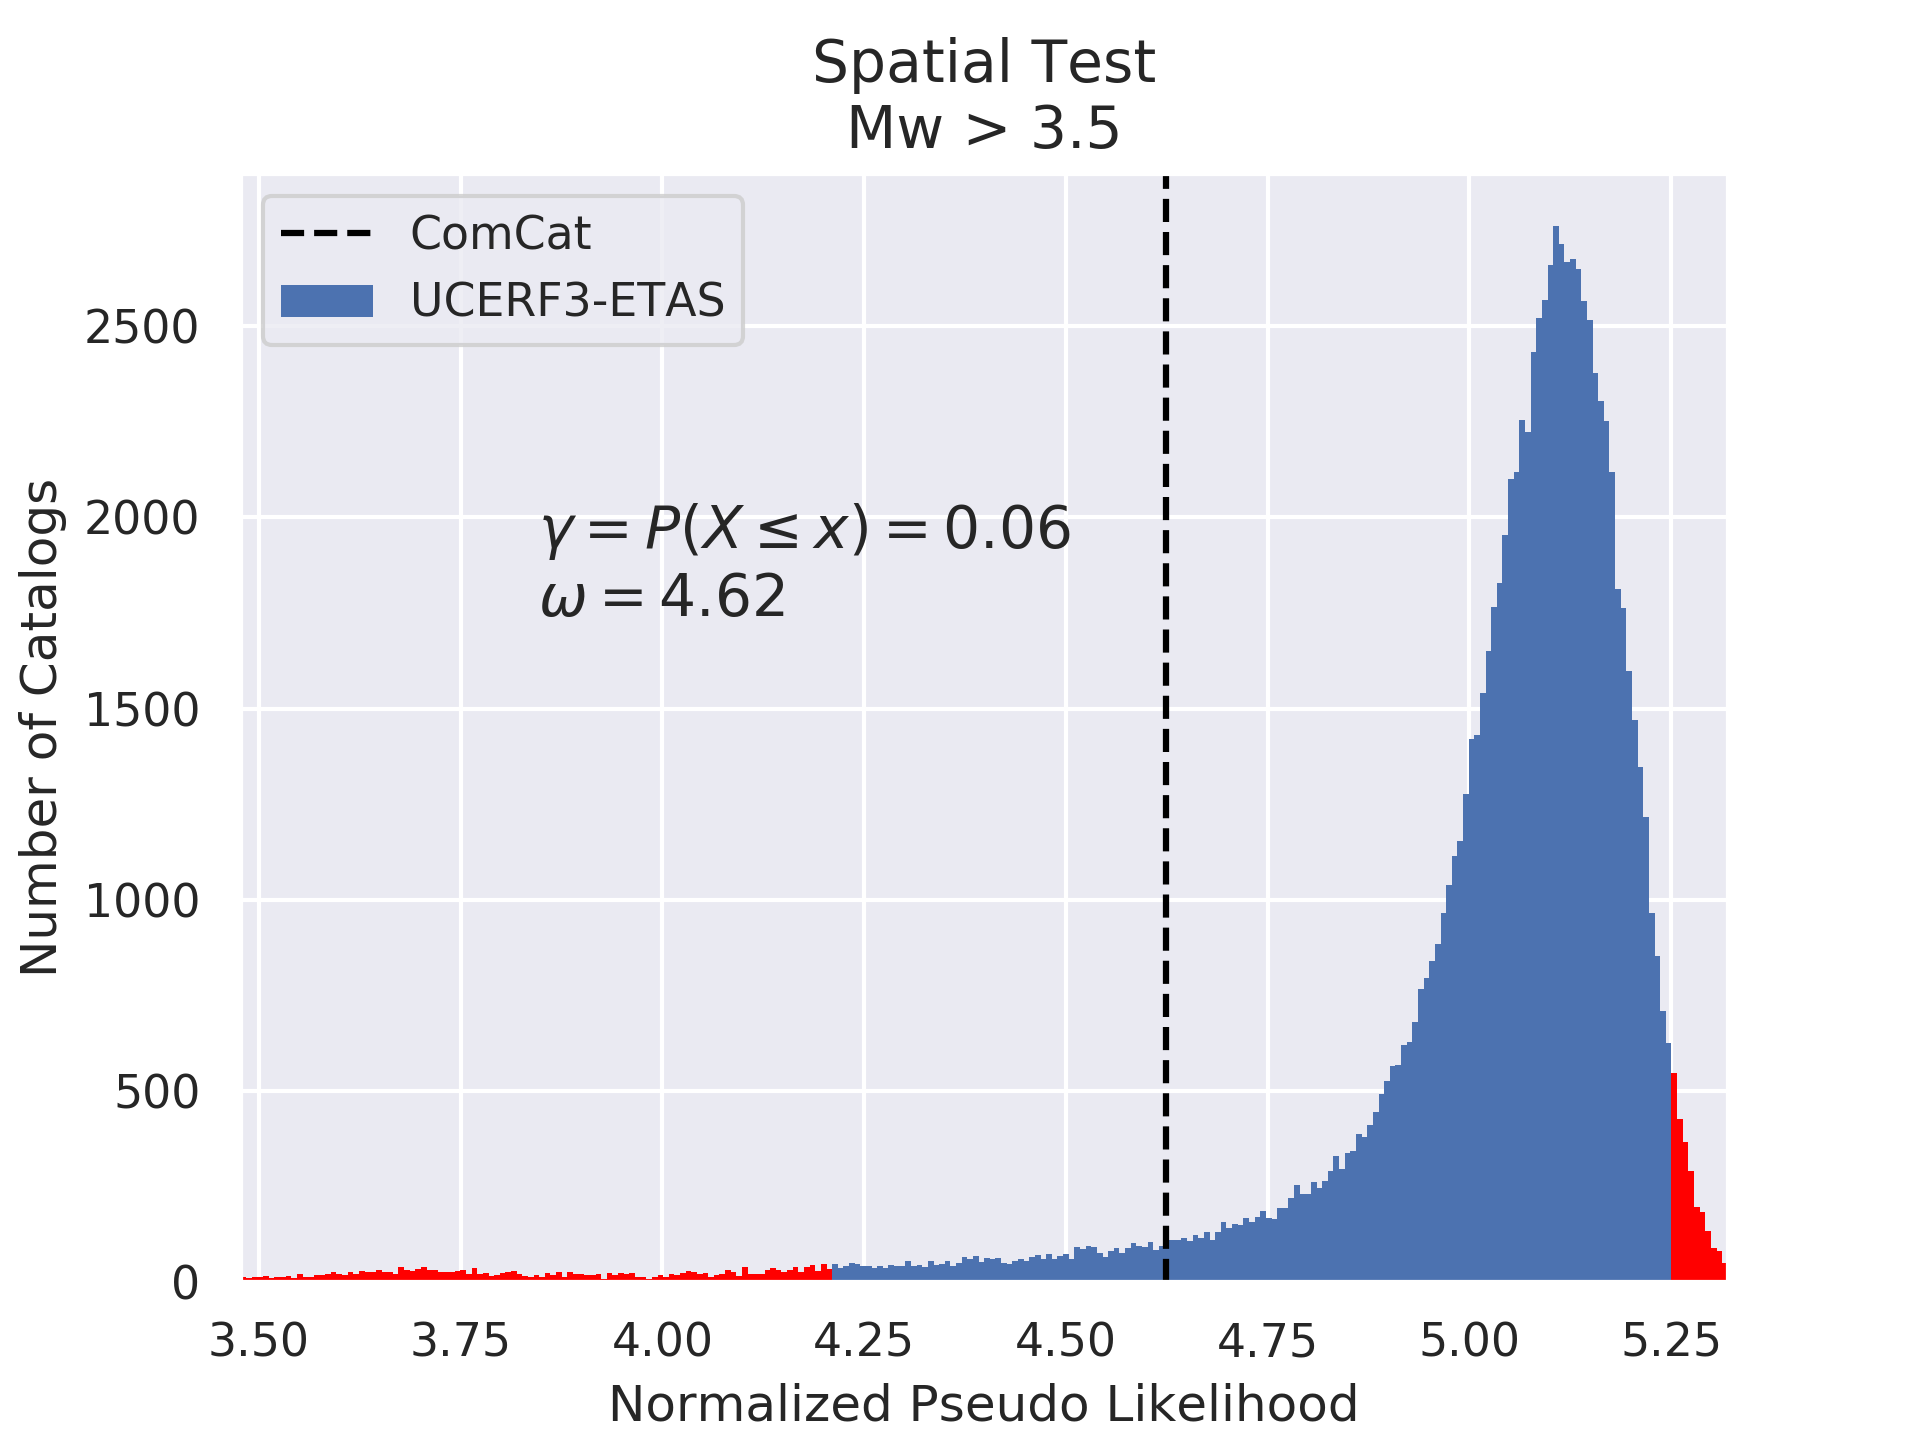 Spatial Test
Mw > 3.5
ComCat
UCERF3-ETAS
γ = P(X ≤ x) = 0.06
ω = 4.62
Number of Catalogs
2500
2000
1500
1000
500
0
3.50 3.75 4.00 4.25 4.50 4.75 5.00 5.25
Normalized Pseudo Likelihood